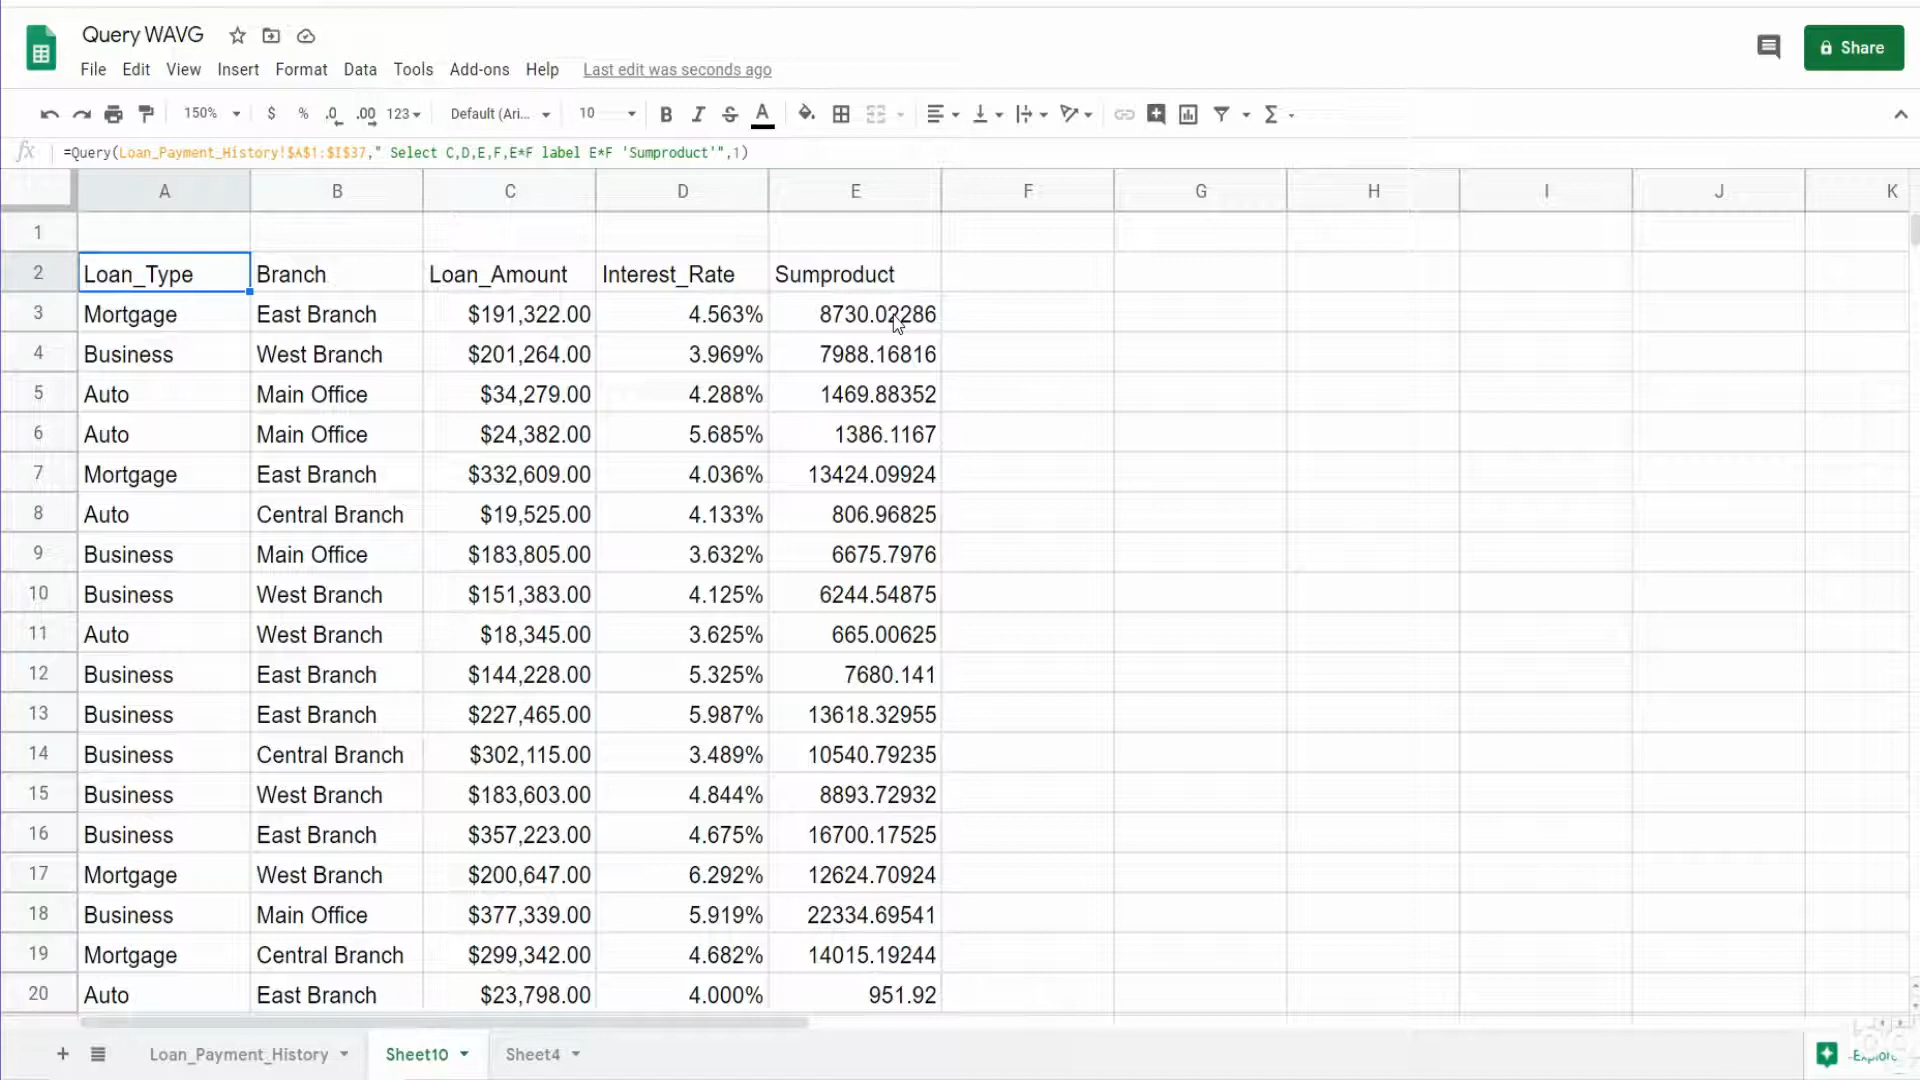 Query WAVG
Share
File Edit View Insert Format Data Tools Add-ons Help Last edit was seconds ago
150% $ % .0 .00 123 Default (Ari... 10 B I S A Σ
fx =Query(Loan_Payment_History!$A$1:$I$37," Select C,D,E,F,E*F label E*F 'Sumproduct'",1)
A B C D E F G H I J K
1
2 Loan_Type Branch Loan_Amount Interest_Rate Sumproduct
3 Mortgage East Branch $191,322.00 4.563% 8730.02286
4 Business West Branch $201,264.00 3.969% 7988.16816
5 Auto Main Office $34,279.00 4.288% 1469.88352
6 Auto Main Office $24,382.00 5.685% 1386.1167
7 Mortgage East Branch $332,609.00 4.036% 13424.09924
8 Auto Central Branch $19,525.00 4.133% 806.96825
9 Business Main Office $183,805.00 3.632% 6675.7976
10 Business West Branch $151,383.00 4.125% 6244.54875
11 Auto West Branch $18,345.00 3.625% 665.00625
12 Business East Branch $144,228.00 5.325% 7680.141
13 Business East Branch $227,465.00 5.987% 13618.32955
14 Business Central Branch $302,115.00 3.489% 10540.79235
15 Business West Branch $183,603.00 4.844% 8893.72932
16 Business East Branch $357,223.00 4.675% 16700.17525
17 Mortgage West Branch $200,647.00 6.292% 12624.70924
18 Business Main Office $377,339.00 5.919% 22334.69541
19 Mortgage Central Branch $299,342.00 4.682% 14015.19244
20 Auto East Branch $23,798.00 4.000% 951.92
+ Loan_Payment_History Sheet10 Sheet4 Explore